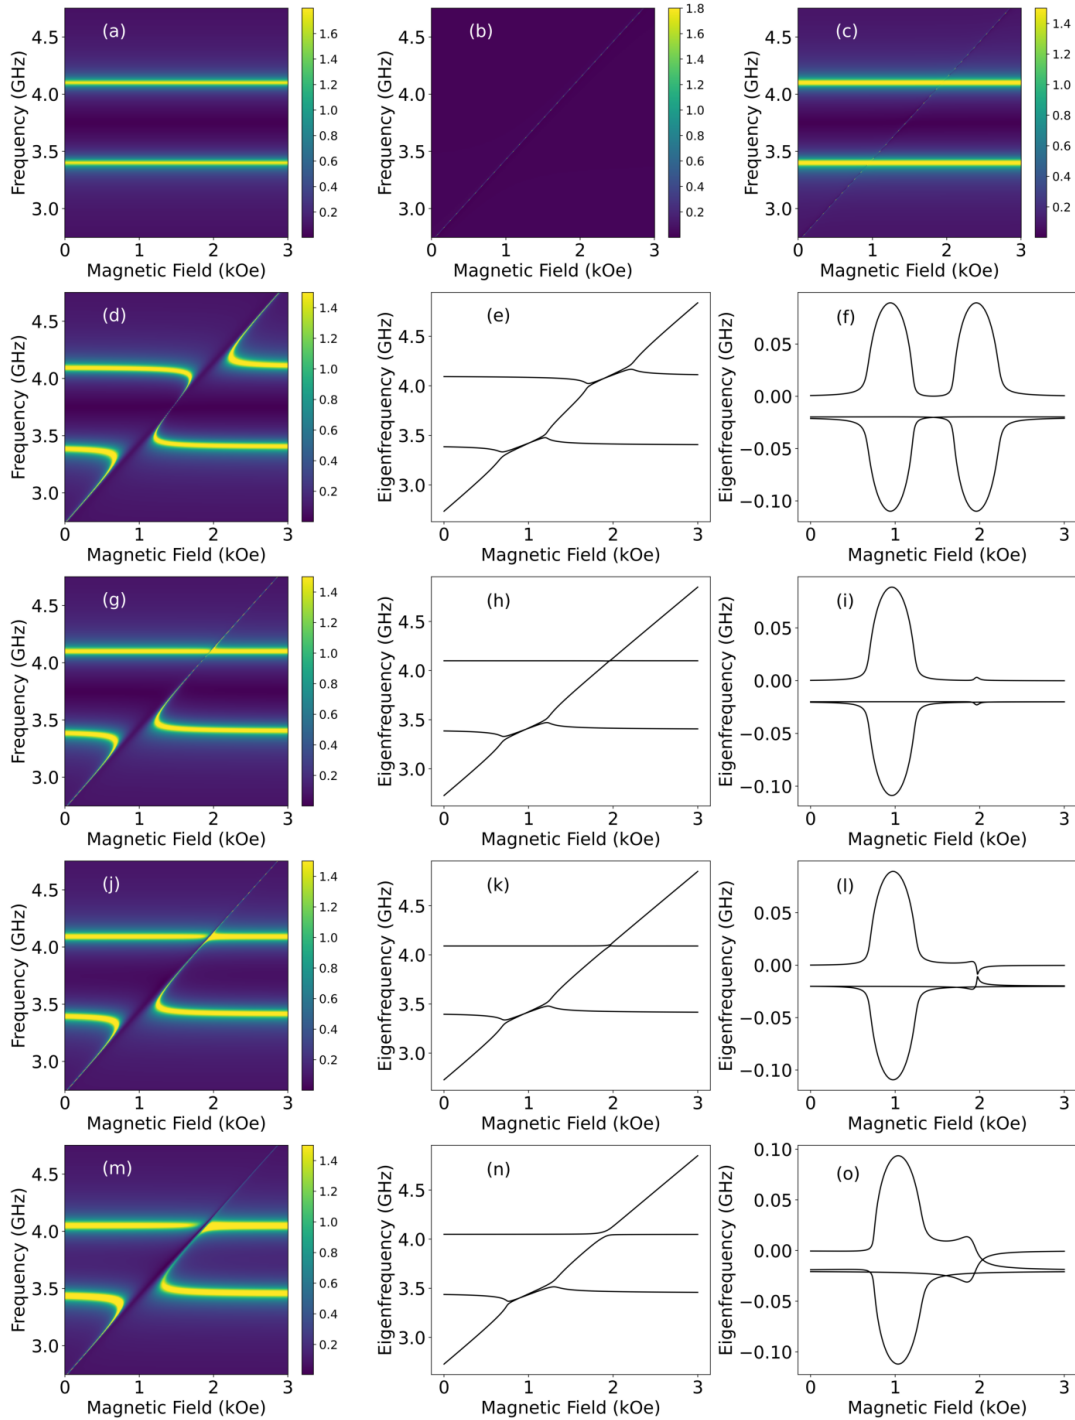 (a)
Frequency (GHz)
4.5
4.0
3.5
3.0
0 1 2 3
Magnetic Field (kOe)
1.6
1.4
1.2
1.0
0.8
0.6
0.4
0.2
(b)
Frequency (GHz)
4.5
4.0
3.5
3.0
0 1 2 3
Magnetic Field (kOe)
1.8
1.6
1.4
1.2
1.0
0.8
0.6
0.4
0.2
(c)
Frequency (GHz)
4.5
4.0
3.5
3.0
0 1 2 3
Magnetic Field (kOe)
1.4
1.2
1.0
0.8
0.6
0.4
0.2
(d)
Frequency (GHz)
4.5
4.0
3.5
3.0
0 1 2 3
Magnetic Field (kOe)
1.4
1.2
1.0
0.8
0.6
0.4
0.2
(e)
Eigenfrequency (GHz)
4.5
4.0
3.5
3.0
0 1 2 3
Magnetic Field (kOe)
(f)
Eigenfrequency (GHz)
0.05
0.00
−0.05
−0.10
0 1 2 3
Magnetic Field (kOe)
(g)
Frequency (GHz)
4.5
4.0
3.5
3.0
0 1 2 3
Magnetic Field (kOe)
1.4
1.2
1.0
0.8
0.6
0.4
0.2
(h)
Eigenfrequency (GHz)
4.5
4.0
3.5
3.0
0 1 2 3
Magnetic Field (kOe)
(i)
Eigenfrequency (GHz)
0.05
0.00
−0.05
−0.10
0 1 2 3
Magnetic Field (kOe)
(j)
Frequency (GHz)
4.5
4.0
3.5
3.0
0 1 2 3
Magnetic Field (kOe)
1.4
1.2
1.0
0.8
0.6
0.4
0.2
(k)
Eigenfrequency (GHz)
4.5
4.0
3.5
3.0
0 1 2 3
Magnetic Field (kOe)
(l)
Eigenfrequency (GHz)
0.05
0.00
−0.05
−0.10
0 1 2 3
Magnetic Field (kOe)
(m)
Frequency (GHz)
4.5
4.0
3.5
3.0
0 1 2 3
Magnetic Field (kOe)
1.4
1.2
1.0
0.8
0.6
0.4
0.2
(n)
Eigenfrequency (GHz)
4.5
4.0
3.5
3.0
0 1 2 3
Magnetic Field (kOe)
(o)
Eigenfrequency (GHz)
0.10
0.05
0.00
−0.05
−0.10
0 1 2 3
Magnetic Field (kOe)